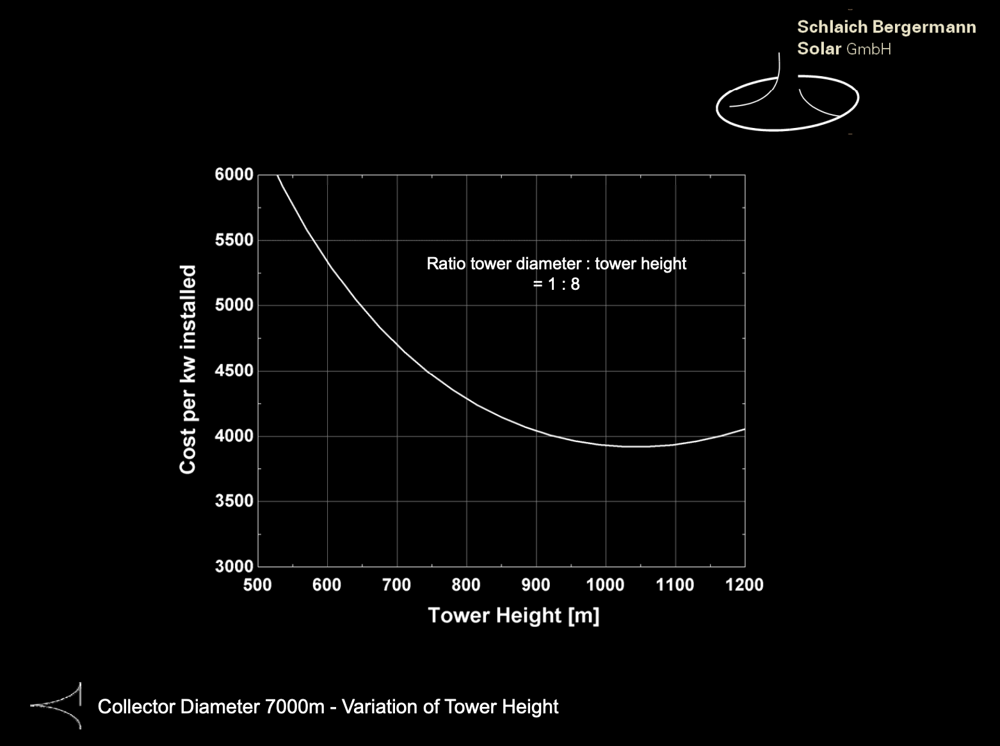 Schlaich Bergermann
Solar GmbH
6000
5500
5000
4500
4000
3500
3000
Cost per kw installed
Ratio tower diameter : tower height
= 1 : 8
500 600 700 800 900 1000 1100 1200
Tower Height [m]
Collector Diameter 7000m - Variation of Tower Height